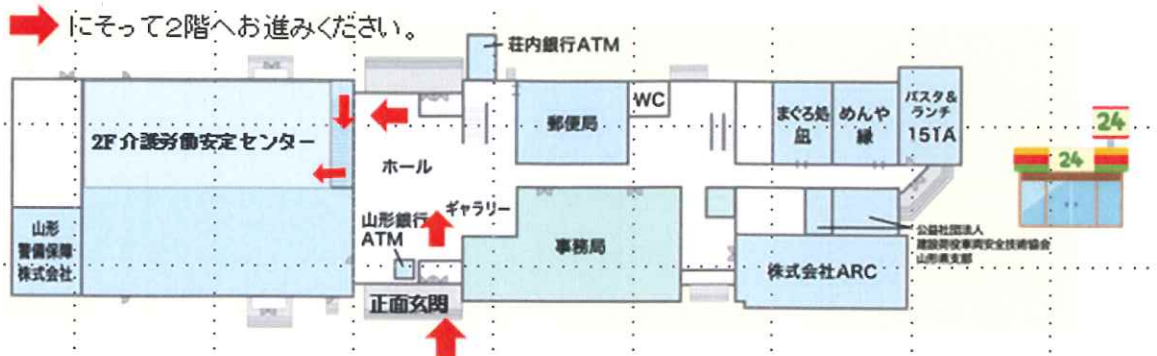 にそって2階へお進みください。
荘内銀行ATM
2F介護労働安定センター
ホール
郵便局
WC
まぐろ処
凪
めんや
縁
パスタ&
ランチ
151A
24
24
山形
警備保障
株式会社
山形銀行
ATM
ギャラリー
事務局
公益社団法人
建設荷役車両安全技術協会
山形県支部
株式会社ARC
正面玄関